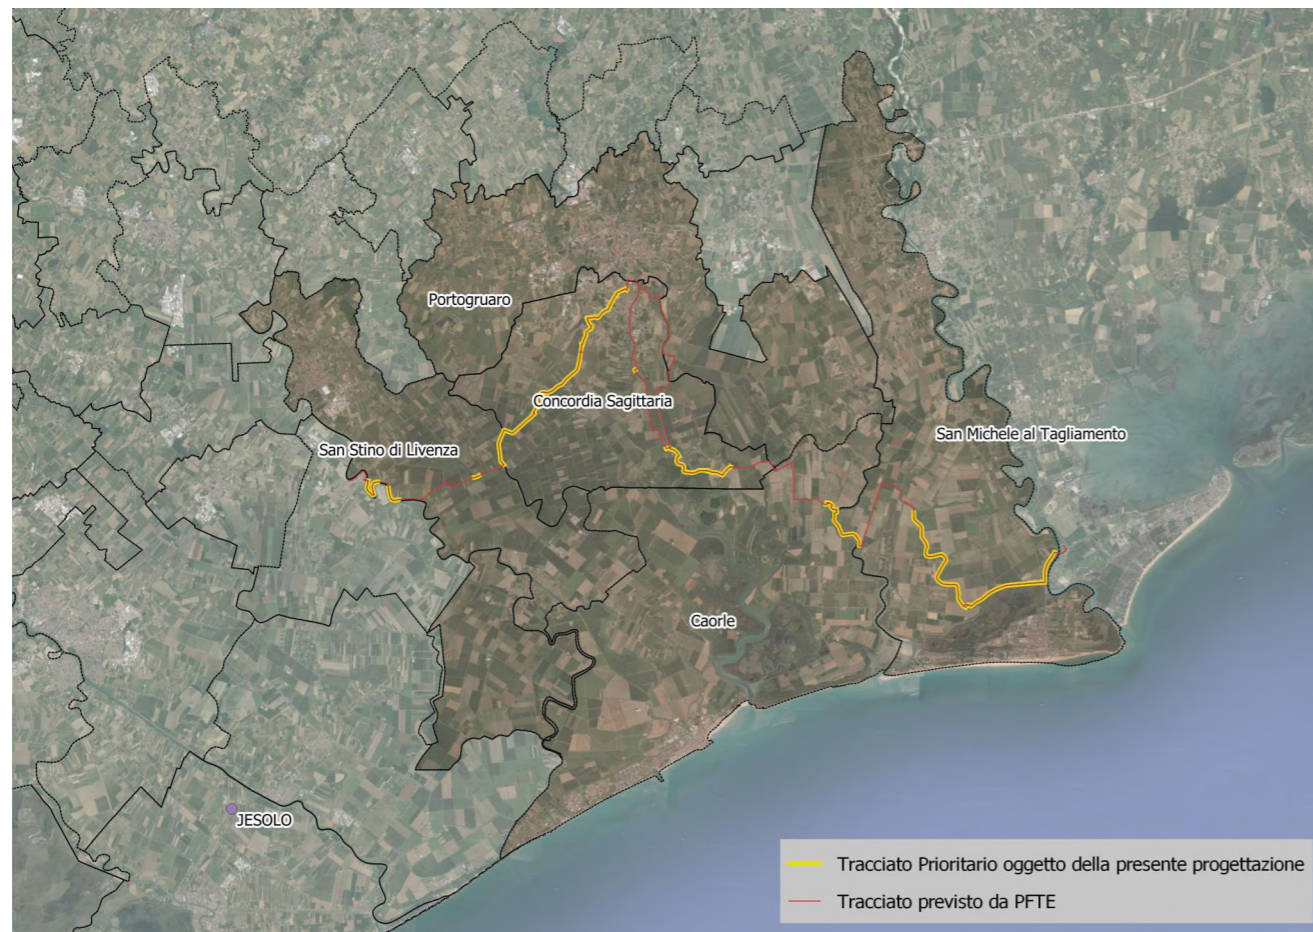 Portogruaro
Concordia Sagittaria
San Michele al Tagliamento
San Stino di Livenza
Caorle
JESOLO
Tracciato Prioritario oggetto della presente progettazione
Tracciato previsto da PFTE